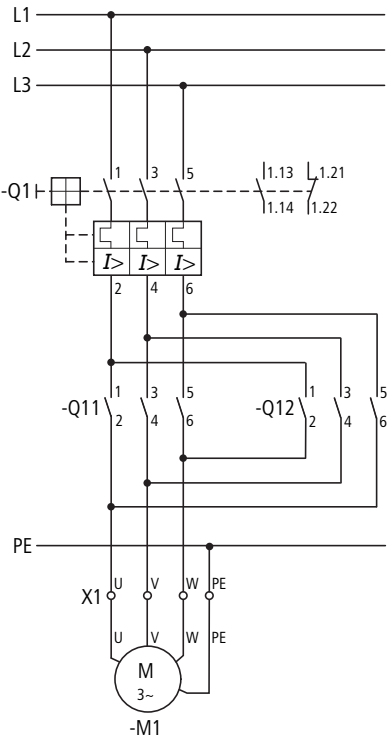 L1
L2
L3
-Q1
1 3 5 1.13 1.21
1.14 1.22
I> I> I>
2 4 6
-Q11 1 3 5 -Q12 1 3 5
2 4 6 2 4 6
PE
X1 U V W PE
U V W PE
M
3~
-M1